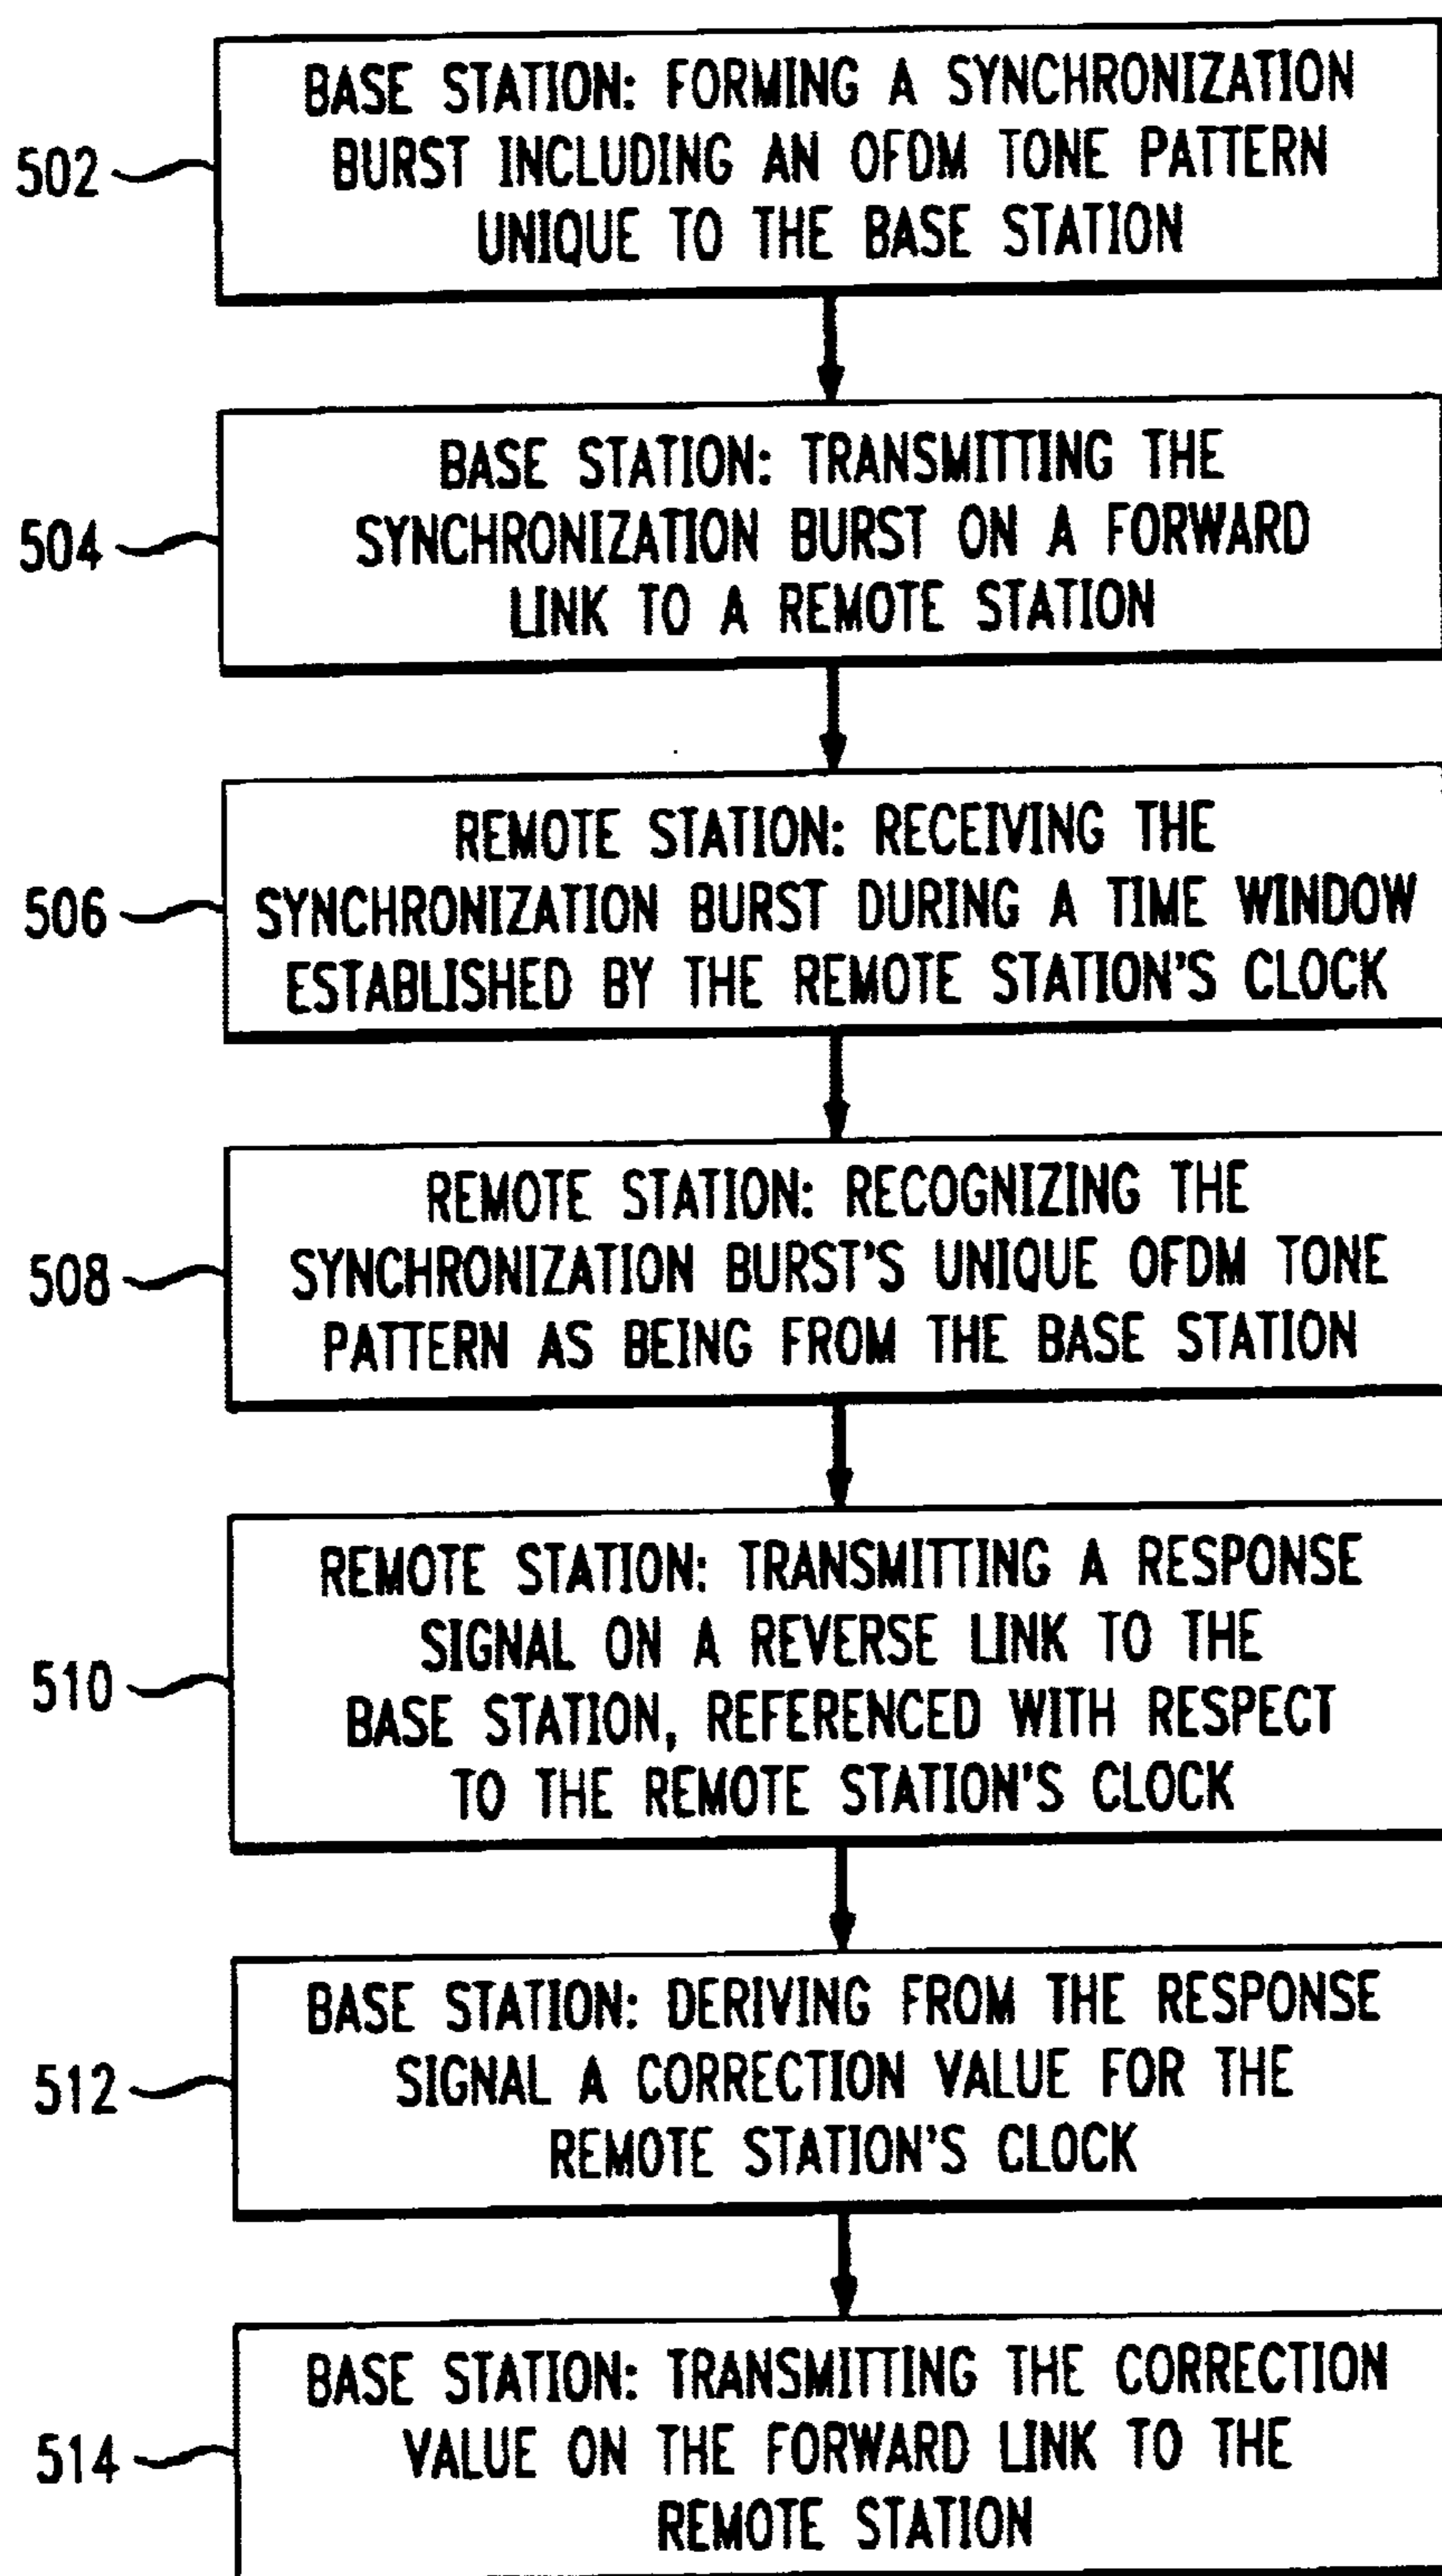 BASE STATION: FORMING A SYNCHRONIZATION
BURST INCLUDING AN OFDM TONE PATTERN
UNIQUE TO THE BASE STATION
502
BASE STATION: TRANSMITTING THE
SYNCHRONIZATION BURST ON A FORWARD
LINK TO A REMOTE STATION
504
REMOTE STATION: RECEIVING THE
SYNCHRONIZATION BURST DURING A TIME WINDOW
ESTABLISHED BY THE REMOTE STATION'S CLOCK
506
REMOTE STATION: RECOGNIZING THE
SYNCHRONIZATION BURST'S UNIQUE OFDM TONE
PATTERN AS BEING FROM THE BASE STATION
508
REMOTE STATION: TRANSMITTING A RESPONSE
SIGNAL ON A REVERSE LINK TO THE
BASE STATION, REFERENCED WITH RESPECT
TO THE REMOTE STATION'S CLOCK
510
BASE STATION: DERIVING FROM THE RESPONSE
SIGNAL A CORRECTION VALUE FOR THE
REMOTE STATION'S CLOCK
512
BASE STATION: TRANSMITTING THE CORRECTION
VALUE ON THE FORWARD LINK TO THE
REMOTE STATION
514